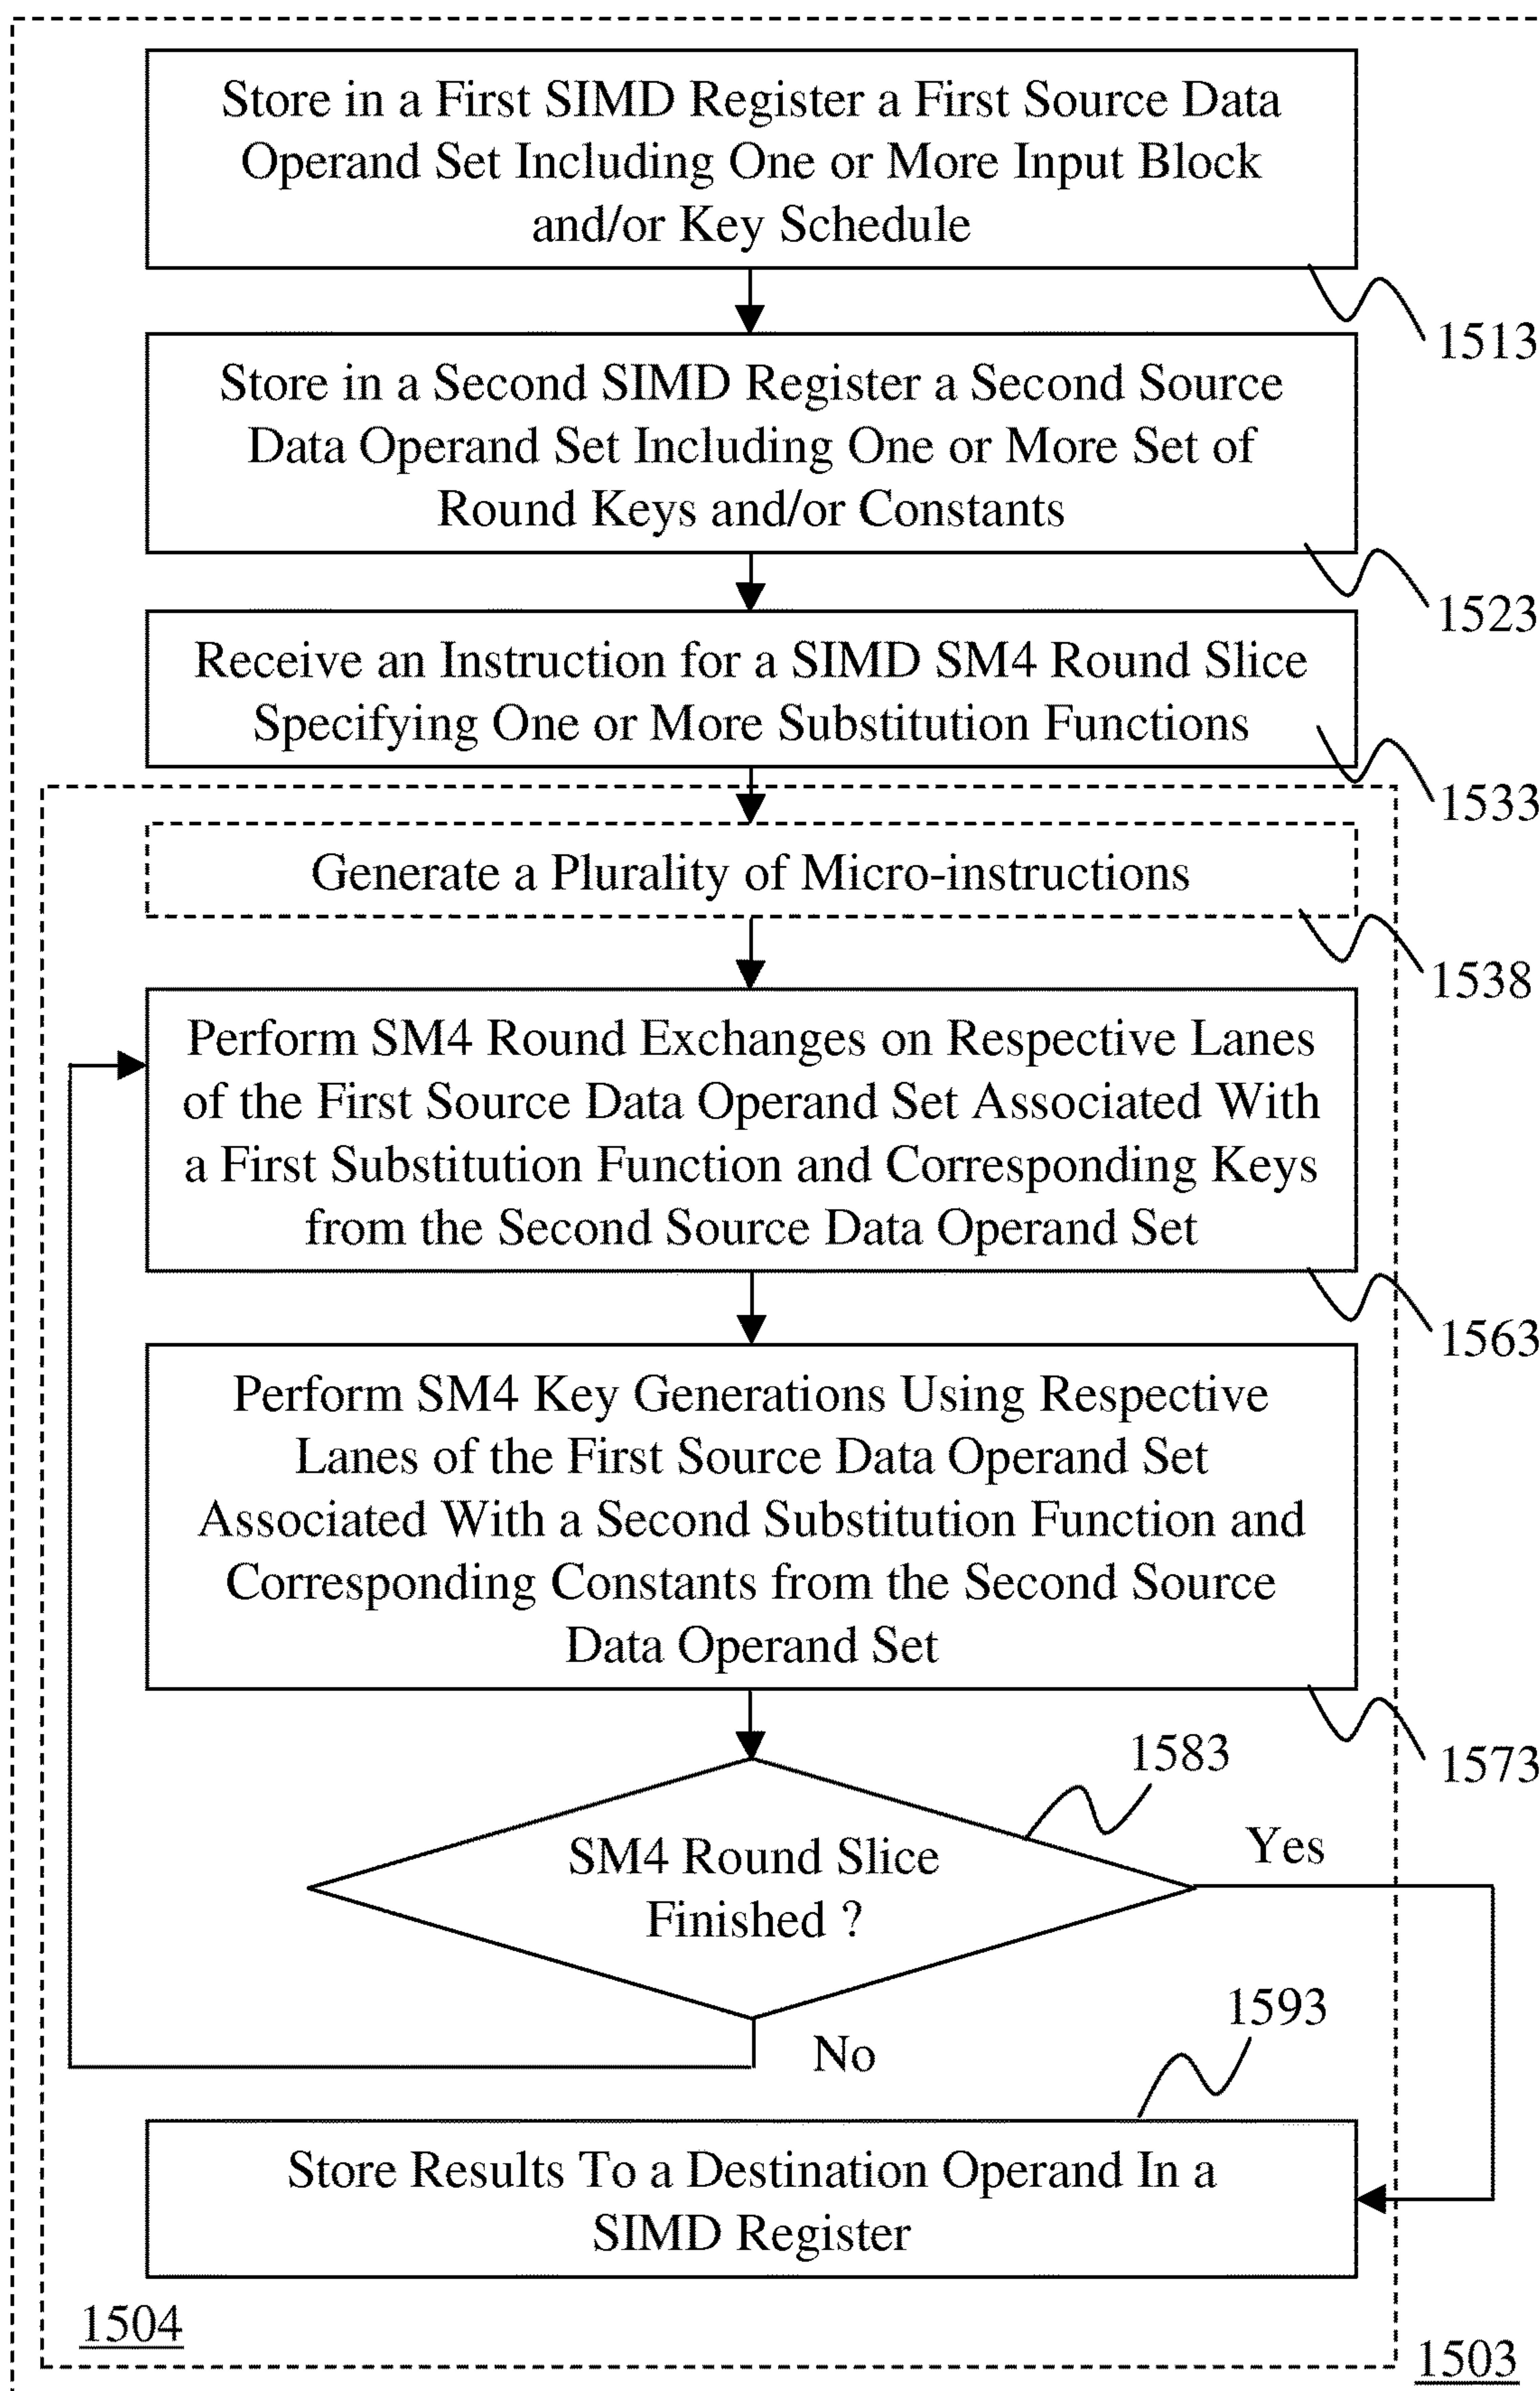 Store in a First SIMD Register a First Source Data
Operand Set Including One or More Input Block
and/or Key Schedule
1513
Store in a Second SIMD Register a Second Source
Data Operand Set Including One or More Set of
Round Keys and/or Constants
1523
Receive an Instruction for a SIMD SM4 Round Slice
Specifying One or More Substitution Functions
1533
Generate a Plurality of Micro-instructions
1538
Perform SM4 Round Exchanges on Respective Lanes
of the First Source Data Operand Set Associated With
a First Substitution Function and Corresponding Keys
from the Second Source Data Operand Set
1563
Perform SM4 Key Generations Using Respective
Lanes of the First Source Data Operand Set
Associated With a Second Substitution Function and
Corresponding Constants from the Second Source
Data Operand Set
1573
1583
SM4 Round Slice
Finished ?
Yes
No
1593
Store Results To a Destination Operand In a
SIMD Register
1504
1503